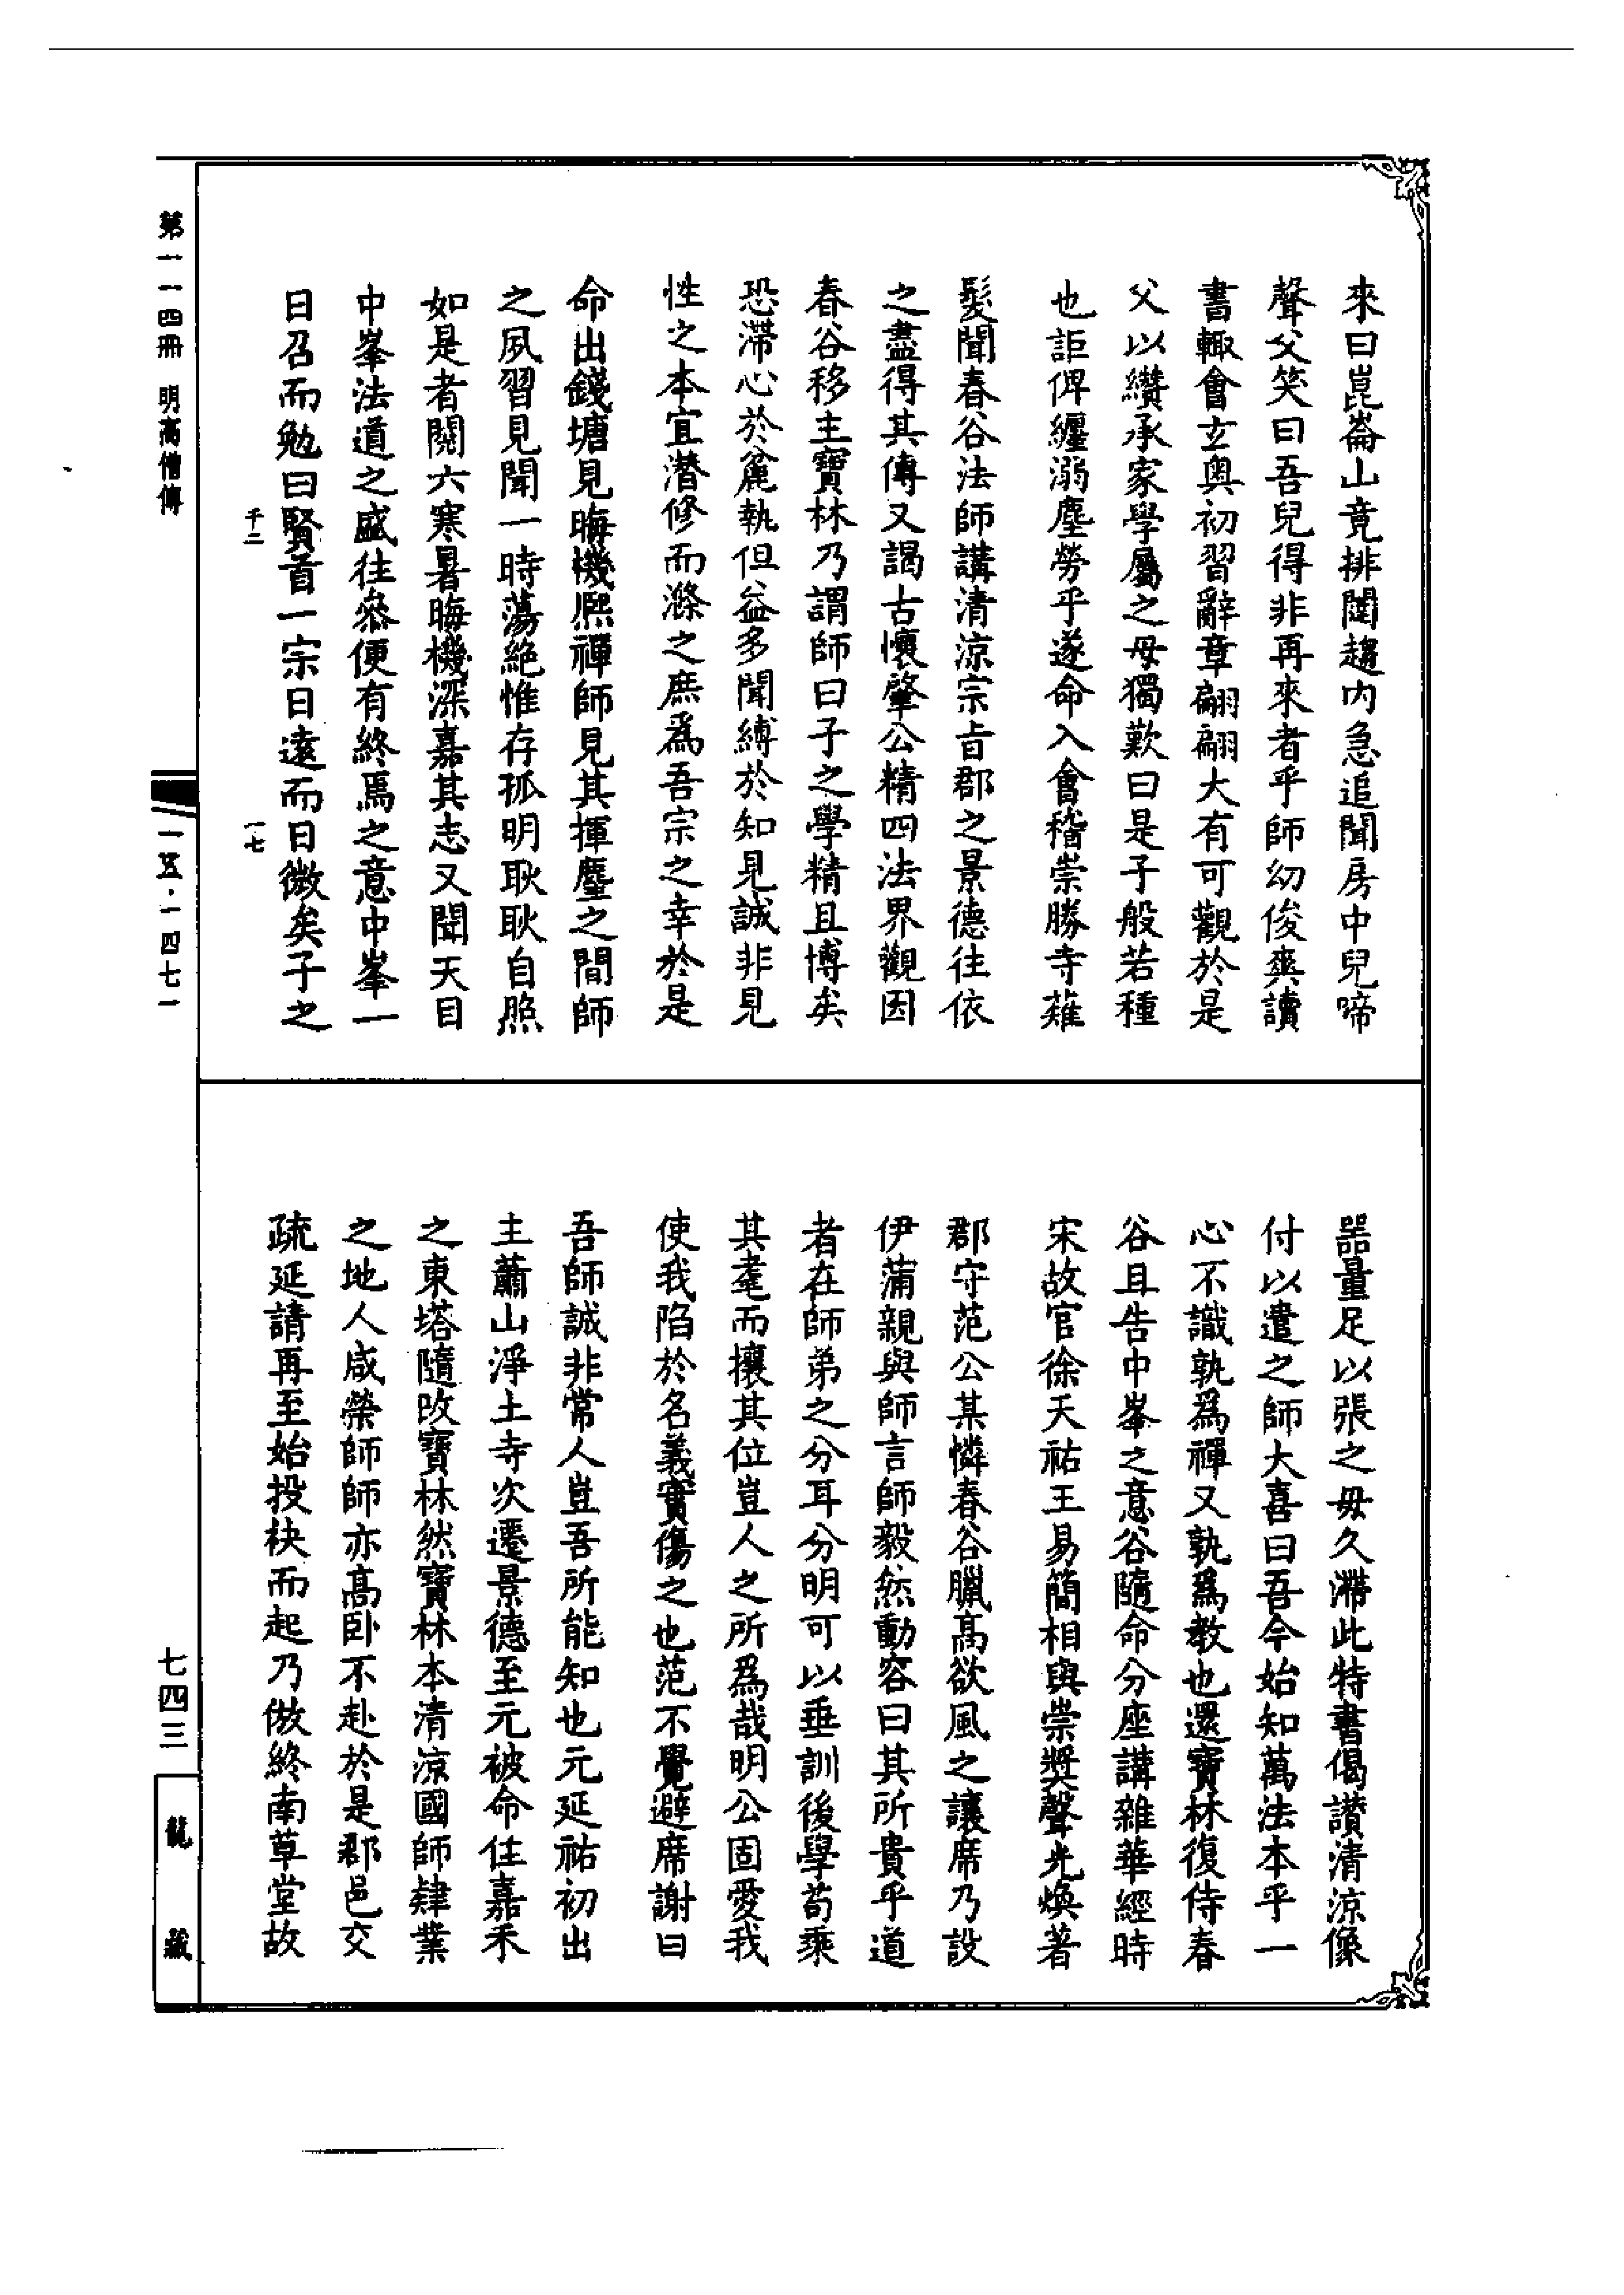 來曰崑崙山竟排闥趨內急追聞房中兒啼
聲父笑曰吾兒得非再來者乎師幼俊爽讀
書輙會玄奥初習辭章翩翩大有可觀於是
父以纘承家學屬之母獨歎曰是子般若種
也詎俾纏溺塵勞乎遂命入會稽崇勝寺薙
髮聞春谷法師講清涼宗旨郡之景德徃依
之盡得其傳又謁古懷肇公精四法界觀因
春谷移主寶林乃謂師曰子之學精且博矣
恐滯心於麄執但益多聞縛於知見誠非見
性之本宜潛修而滌之庶爲吾宗之幸於是
命出錢塘見晦機熈禪師見其揮麈之間師
之夙習見聞一時蕩絶惟存孤明耿耿自照
如是者閱六寒暑晦機深嘉其志又聞天目
中峯法道之盛徃叅便有終焉之意中峯一
日召而勉曰賢首一宗日遠而日微矣子之
噐量足以張之毋久滯此特書偈讃清涼像
付以遣之師大喜曰吾今始知萬法本乎一
心不識孰爲禪又孰爲教也還寶林復侍春
谷且告中峯之意谷隨命分座講雜華經時
宋故官徐天祐王易簡相與崇奬聲光煥著
郡守范公某憐春谷臘高欲風之讓席乃設
伊蒲親與師言師毅然動容曰其所貴乎道
者在師弟之分耳分明可以垂訓後學茍乘
其耄而攘其位豈人之所爲哉明公固愛我
使我陷於名義實傷之也范不覺避席謝曰
吾師誠非常人豈吾所能知也元延祐初出
主蕭山淨土寺次遷景德至元被命住嘉禾
之東塔隨改寶林然寶林本清涼國師肄業
之地人咸榮師師亦高臥不赴於是郡邑交
疏延請再至始投袂而起乃倣終南草堂故
第一一四冊　明高僧傳
千二
一七
一五·一四七一
七四三
龍藏